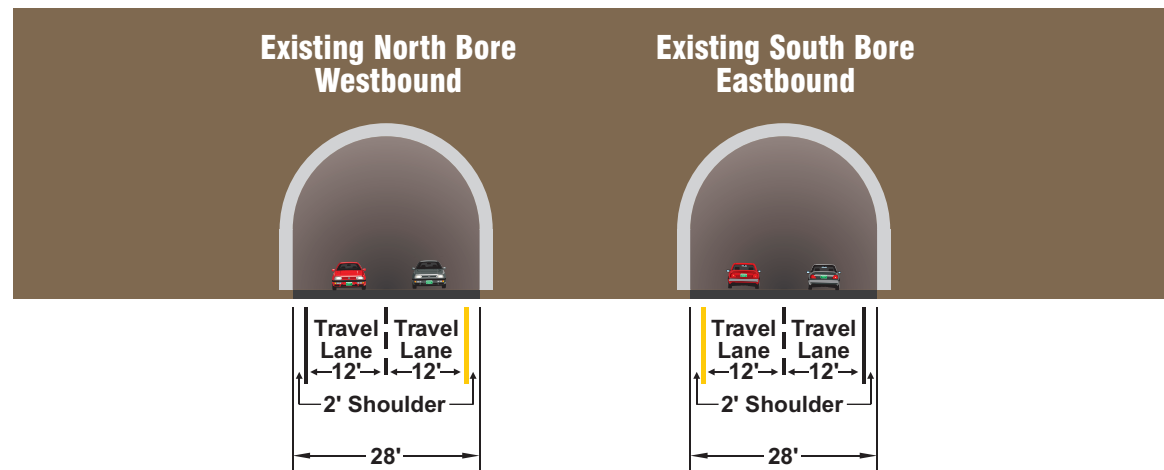 Existing North Bore
Westbound
Existing South Bore
Eastbound
Travel
Lane
12'
Travel
Lane
12'
2' Shoulder
28'
Travel
Lane
12'
Travel
Lane
12'
2' Shoulder
28'